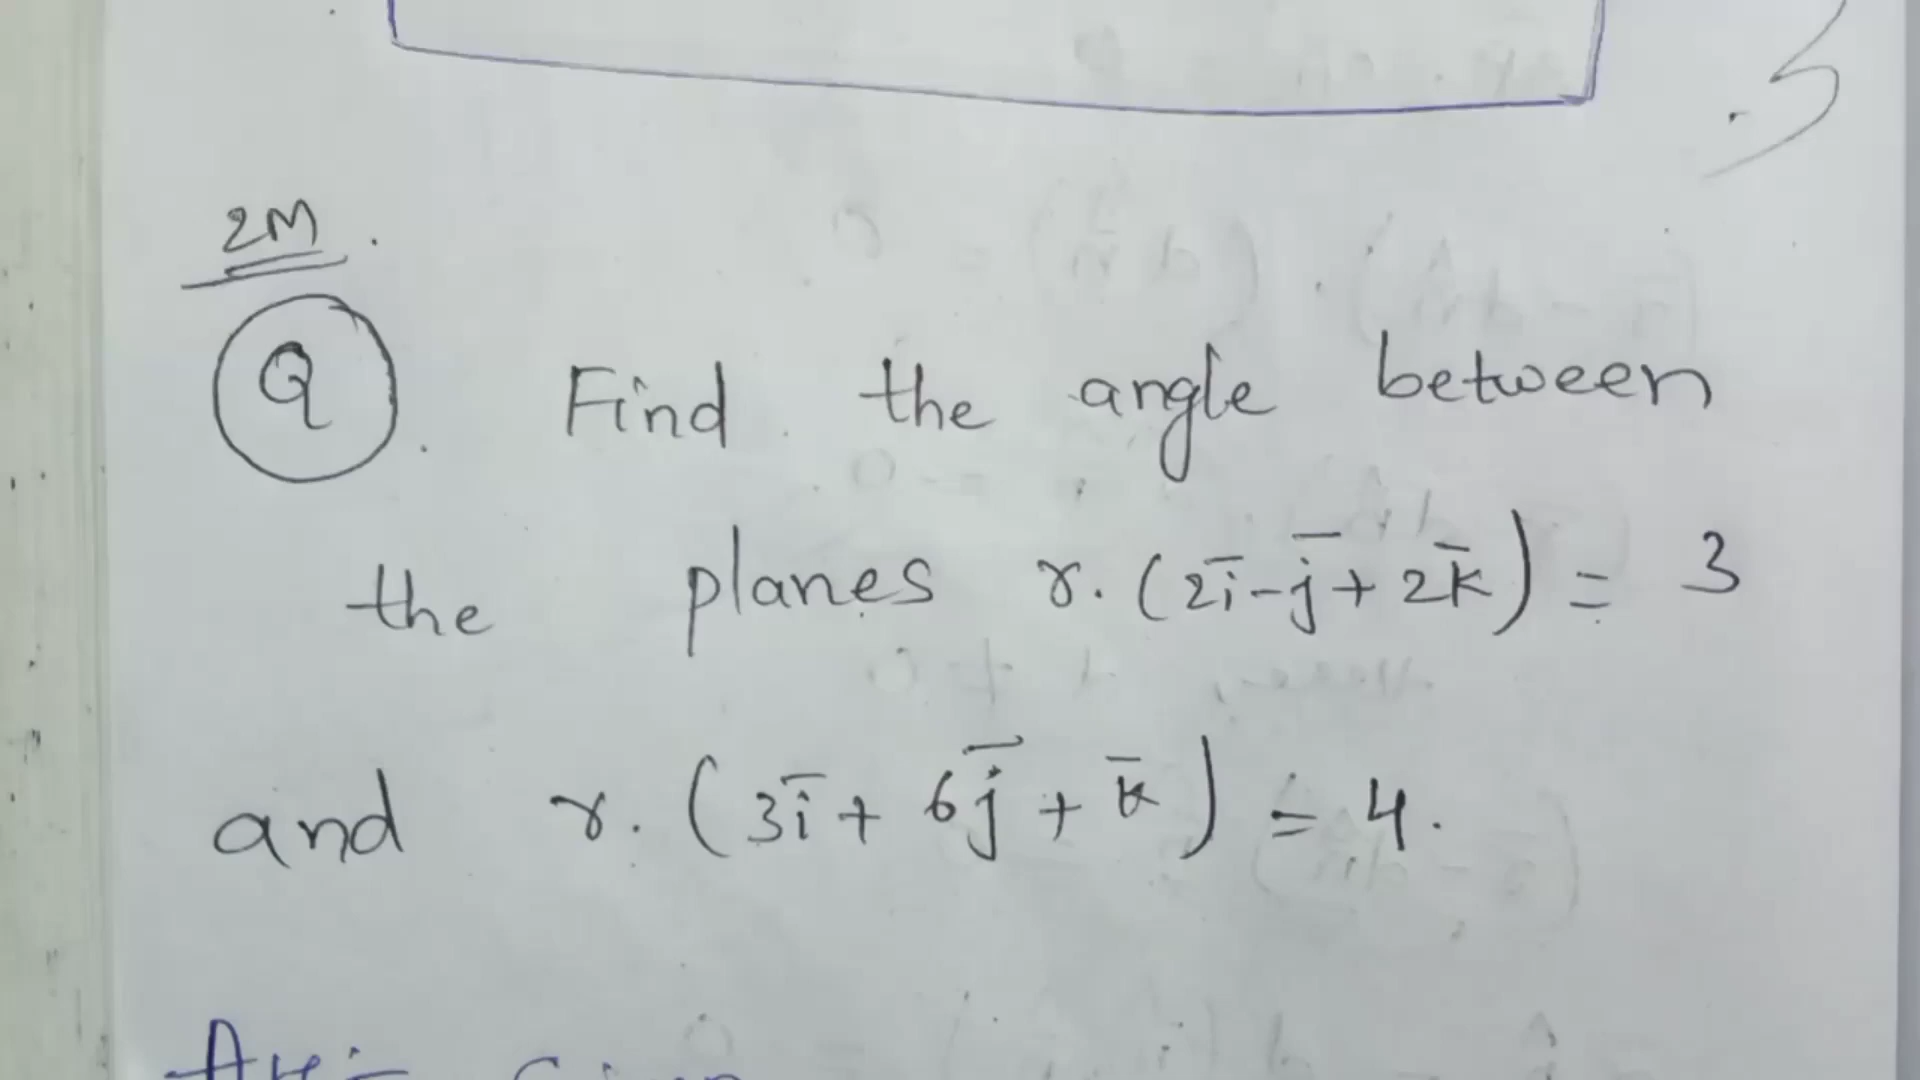 2M.
Q. Find the angle between
the planes r. (2i̅ - j̅ + 2k̅) = 3
and r. (3i̅ + 6j̅ + k̅) = 4.